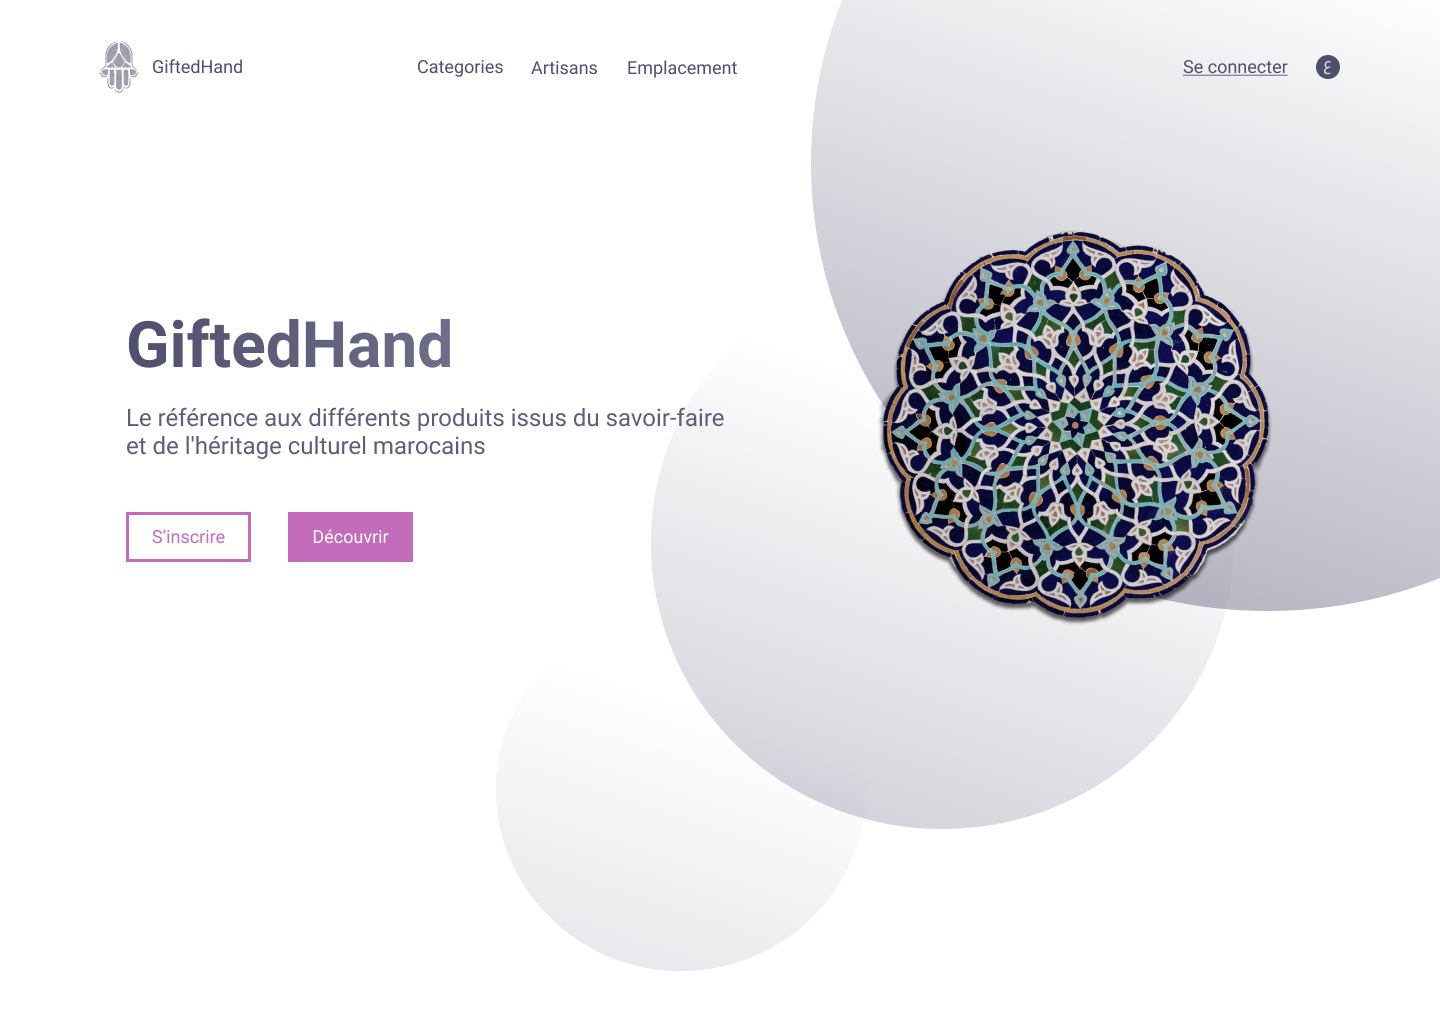 GiftedHand
Categories
Artisans
Emplacement
Se connecter
ع
GiftedHand
Le référence aux différents produits issus du savoir-faire
et de l'héritage culturel marocains
S’inscrire
Découvrir